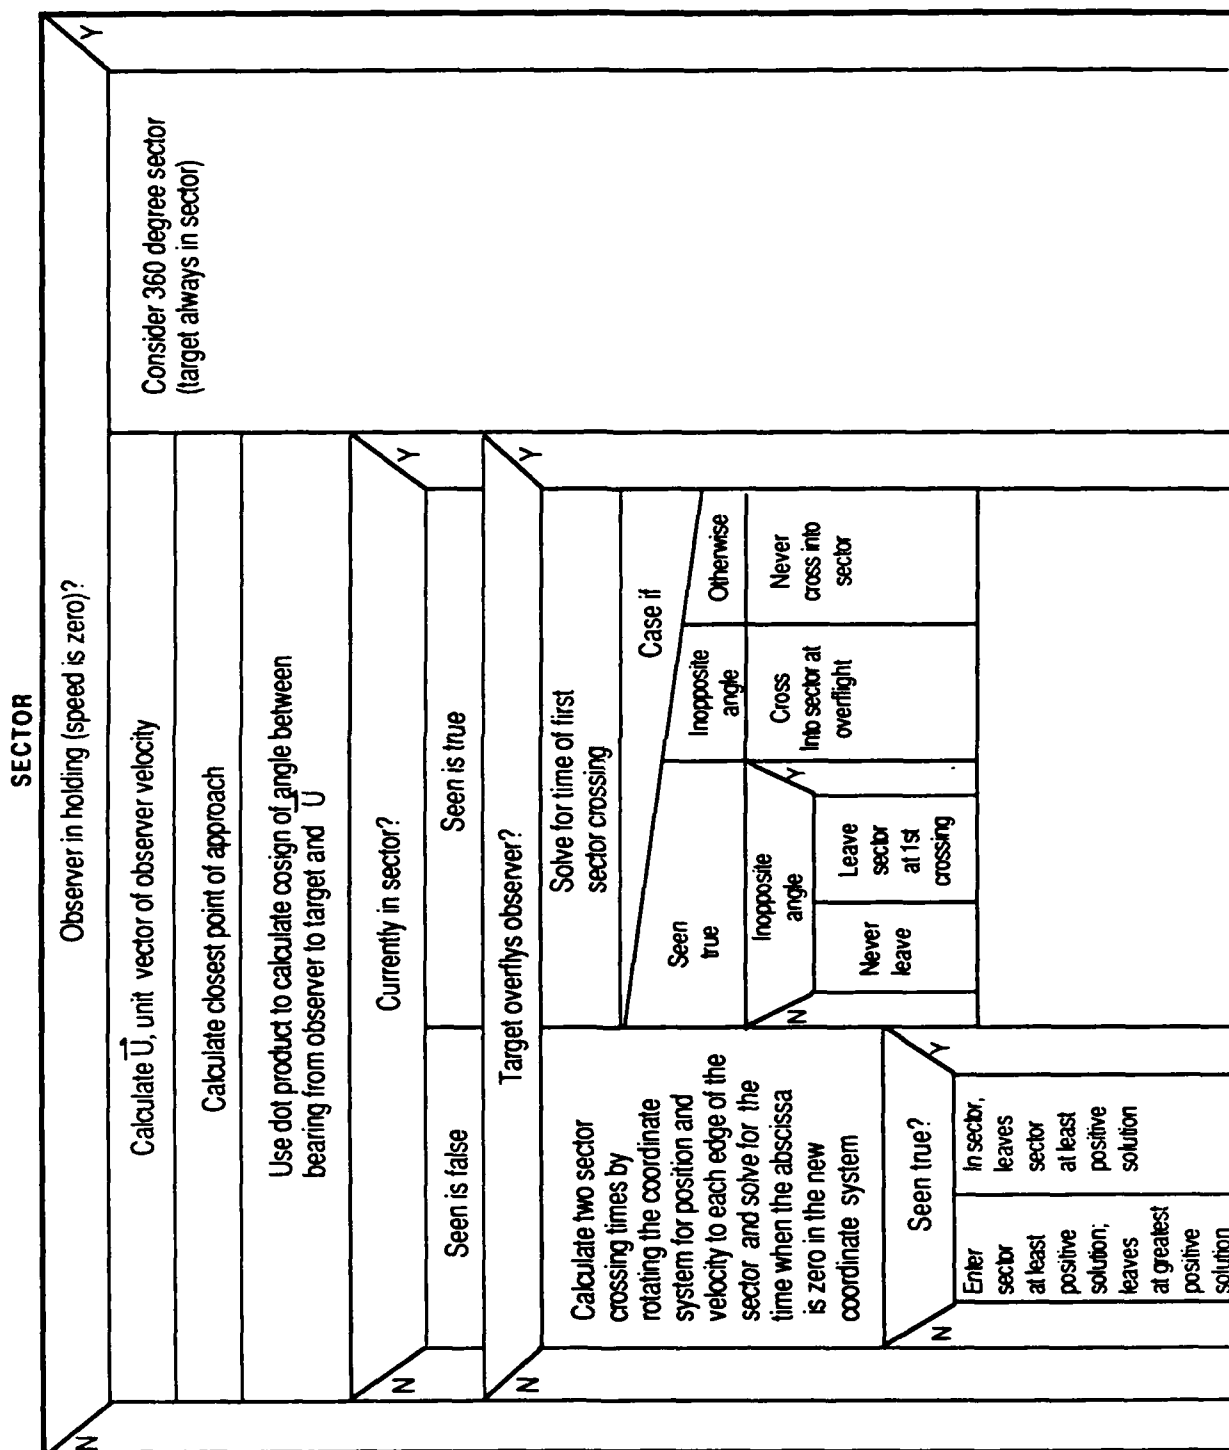 SECTOR
Observer in holding (speed is zero)?
N
Y
Calculate U, unit vector of observer velocity
Calculate closest point of approach
Use dot product to calculate cosign of angle between
bearing from observer to target and U
Currently in sector?
N
Y
Seen is false
Seen is true
Target overflys observer?
N
Y
Calculate two sector
crossing times by
rotating the coordinate
system for position and
velocity to each edge of the
sector and solve for the
time when the abscissa
is zero in the new
coordinate system
Seen true?
N
Y
Enter
sector
at least
positive
solution;
leaves
at greatest
positive
solution
In sector,
leaves
sector
at least
positive
solution
Solve for time of first
sector crossing
Case if
Seen
true
Inopposite
angle
Otherwise
Inopposite
angle
N
Y
Never
leave
Leave
sector
at 1st
crossing
Cross
Into sector at
overflight
Never
cross into
sector
Consider 360 degree sector
(target always in sector)